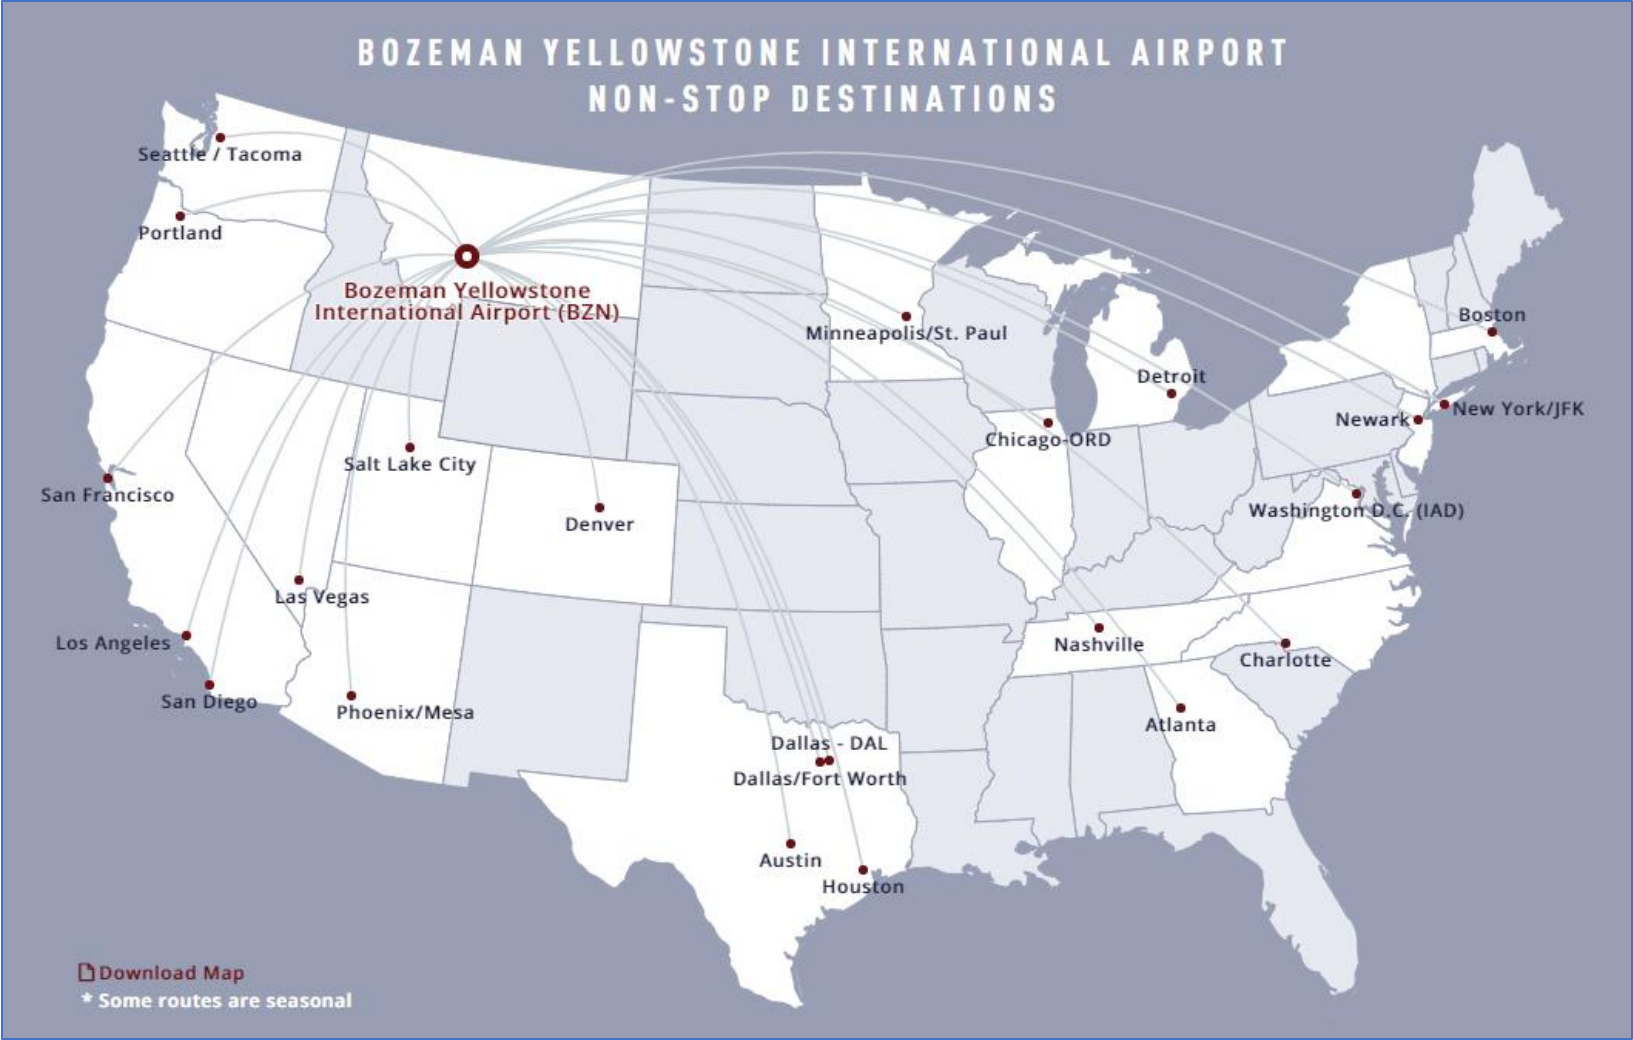 BOZEMAN YELLOWSTONE INTERNATIONAL AIRPORT
NON-STOP DESTINATIONS
Seattle / Tacoma
Portland
Bozeman Yellowstone
International Airport (BZN)
Minneapolis/St. Paul
Boston
Detroit
New York/JFK
Newark
Chicago-ORD
Salt Lake City
San Francisco
Denver
Washington D.C. (IAD)
Las Vegas
Los Angeles
Nashville
Charlotte
San Diego
Phoenix/Mesa
Atlanta
Dallas - DAL
Dallas/Fort Worth
Austin
Houston
Download Map
* Some routes are seasonal